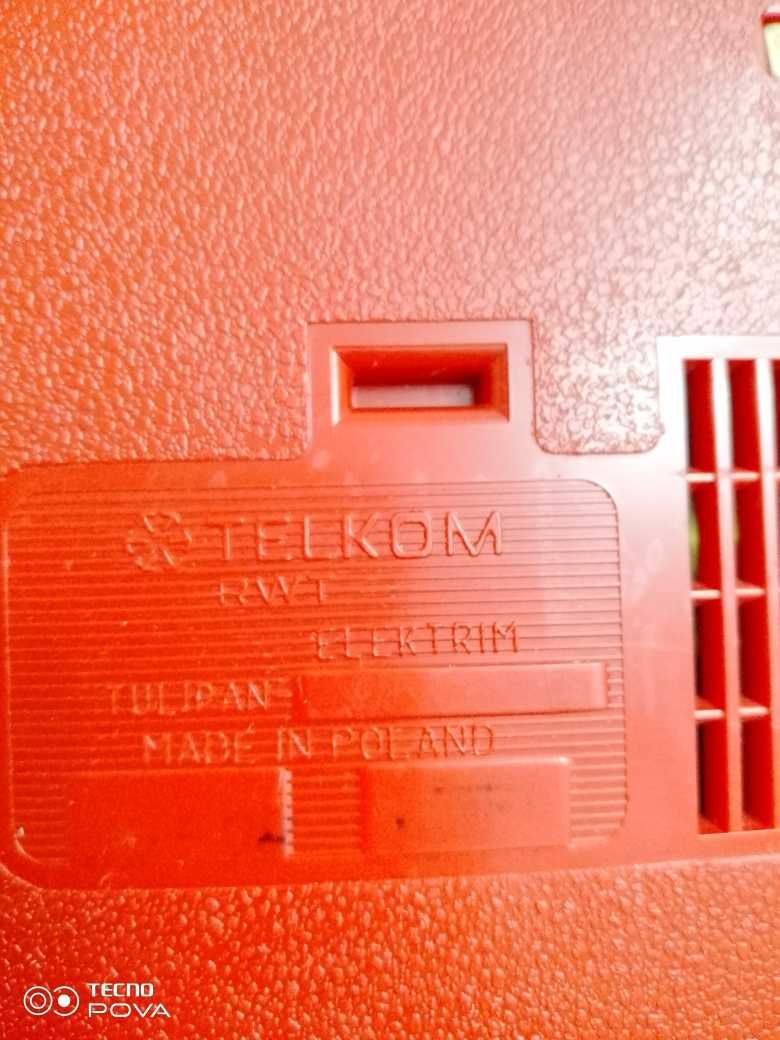 TELKOM
RWT
ELEKTRIM
TULIPAN
MADE IN POLAND
TECNO
POVA